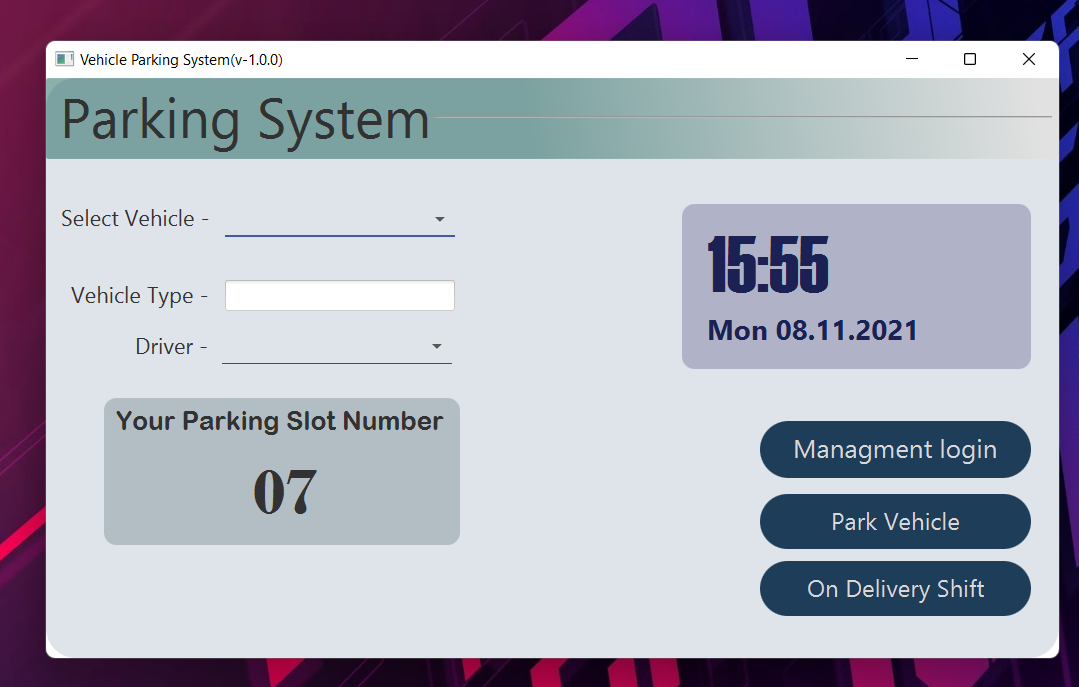 Vehicle Parking System(v-1.0.0)
Parking System
Select Vehicle -
Vehicle Type -
Driver -
Your Parking Slot Number
07
15:55
Mon 08.11.2021
Managment login
Park Vehicle
On Delivery Shift